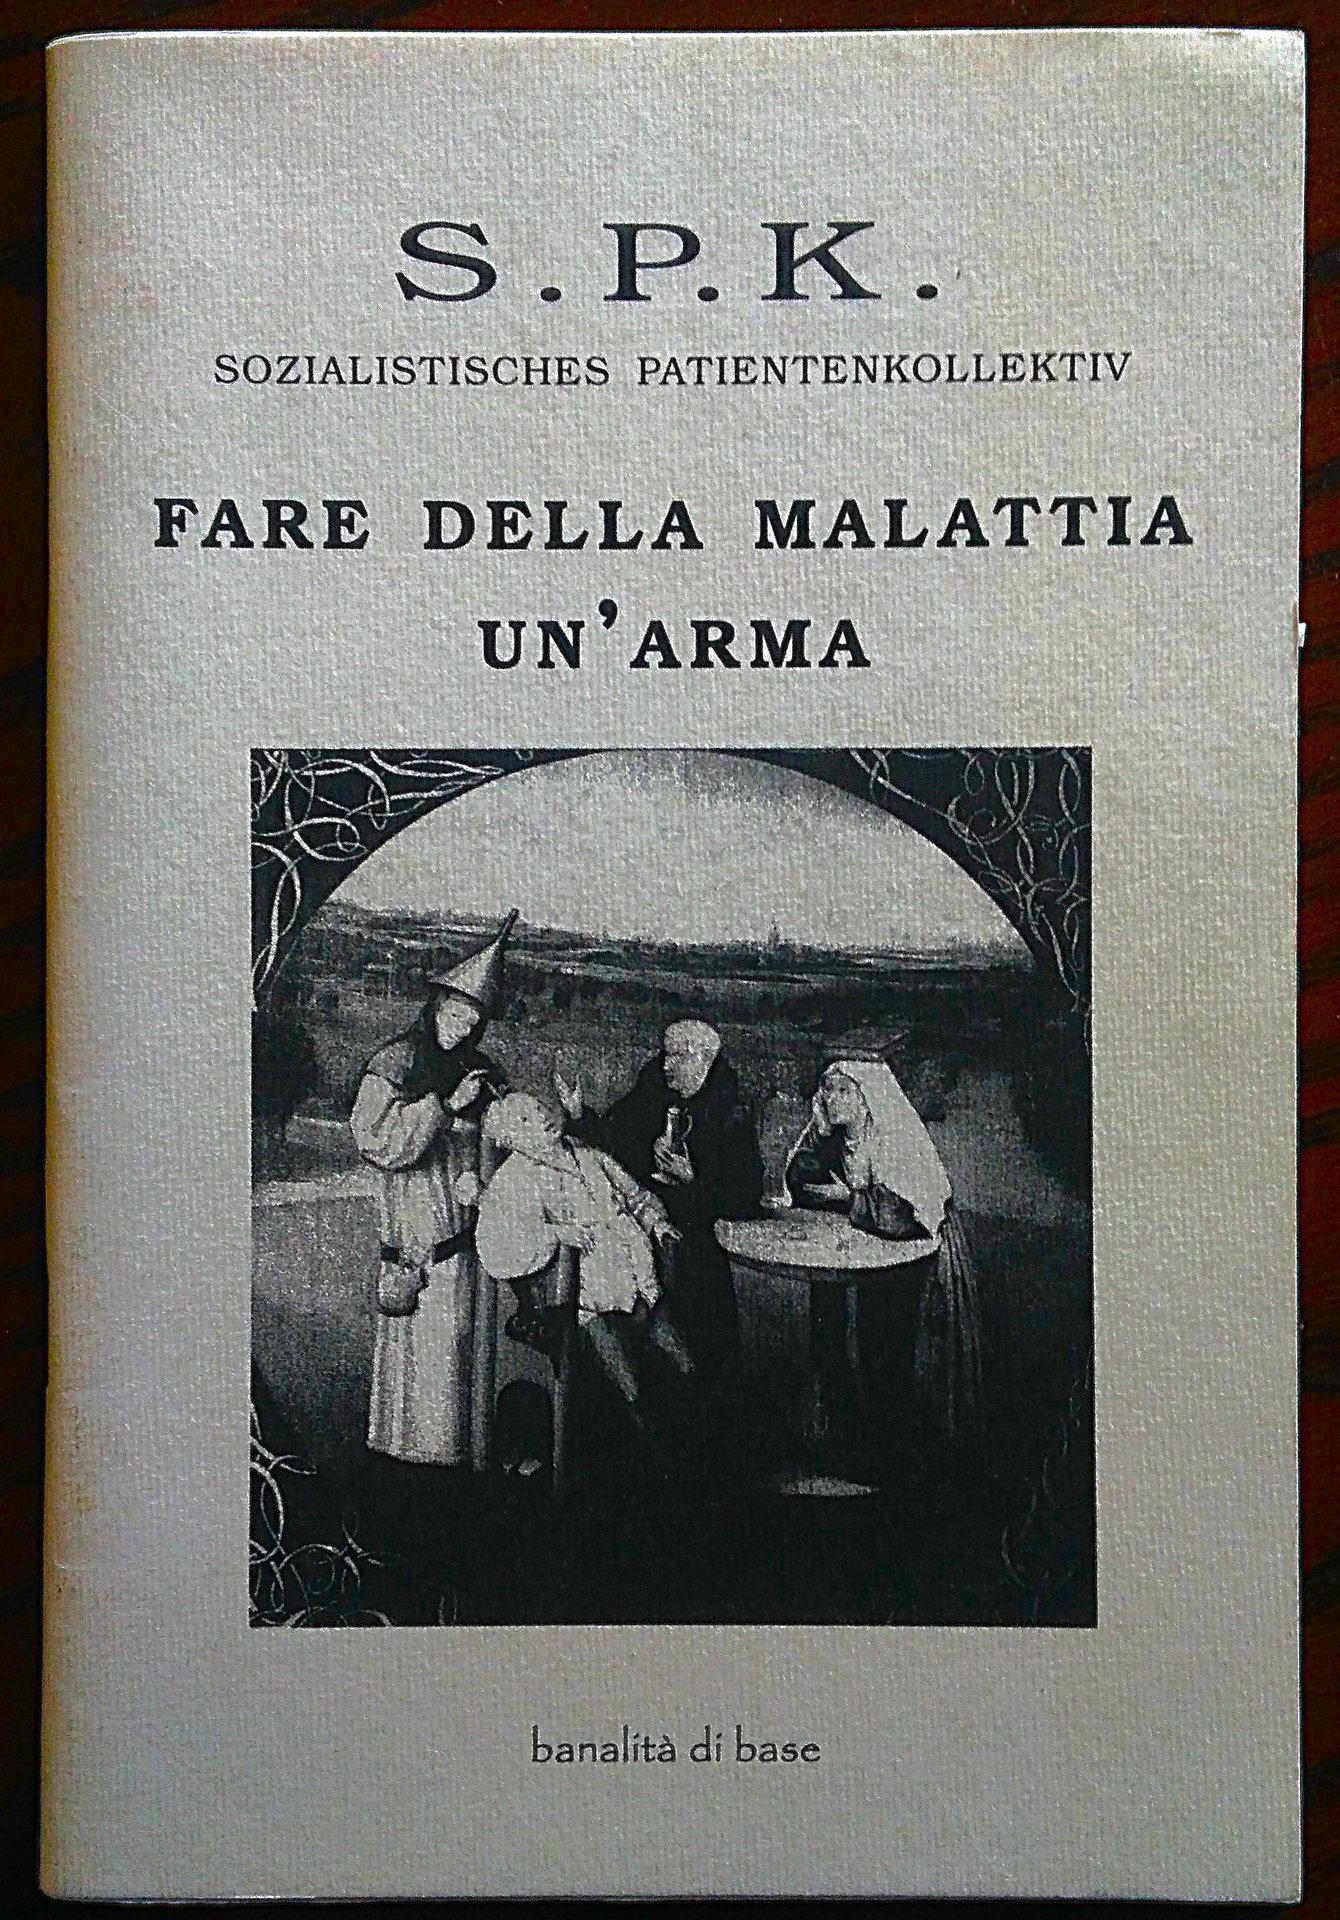 S.P.K.
SOZIALISTISCHES PATIENTENKOLLEKTIV
FARE DELLA MALATTIA
UN'ARMA
banalità di base